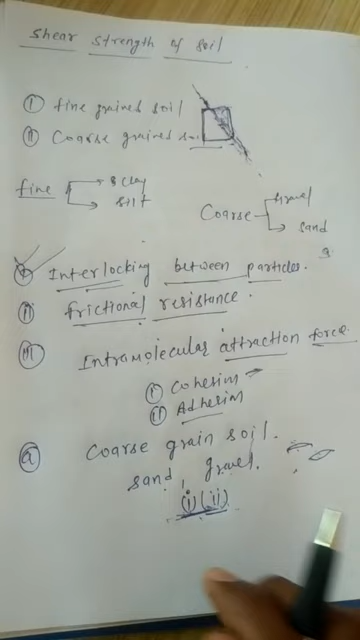 Shear strength of soil
(I) fine grained soil
(II) Coarse grained soil
fine → clay
→ silt
Coarse gravel
→ sand
(I) Interlocking between particles.
(II) frictional resistance.
(III) Intramolecular attraction force.
(I) Cohesion
(II) Adhesion
(a) Coarse grain soil.
sand, gravel.
(i) (ii)